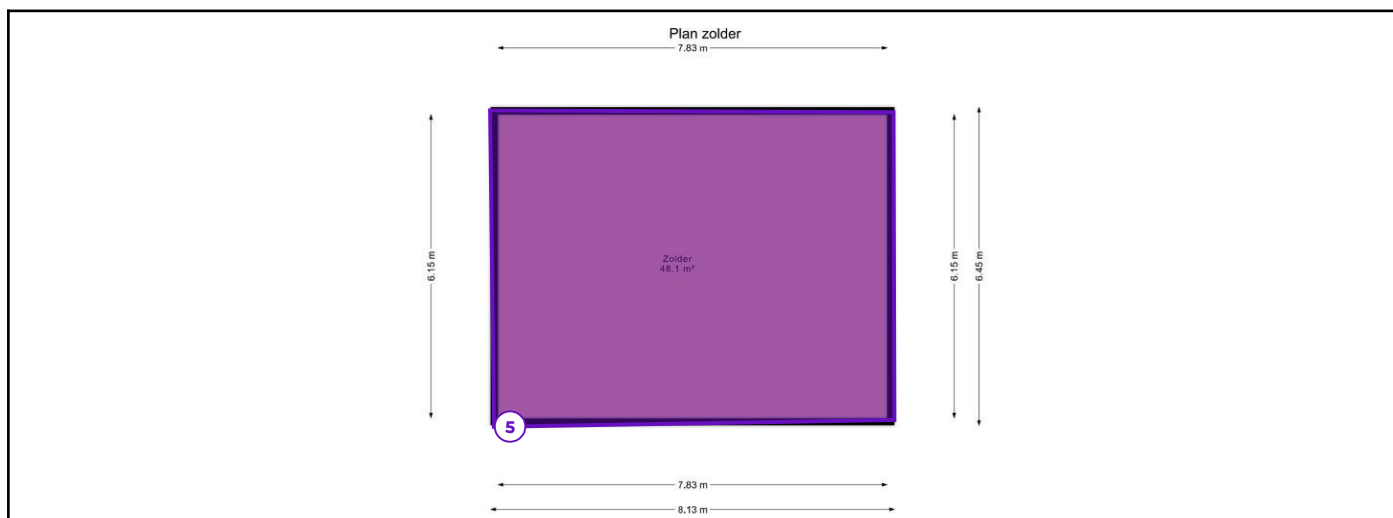 Plan zolder
7.83 m
6.15 m
Zolder
48.1 m²
6.15 m
6.45 m
5
7.83 m
8.13 m